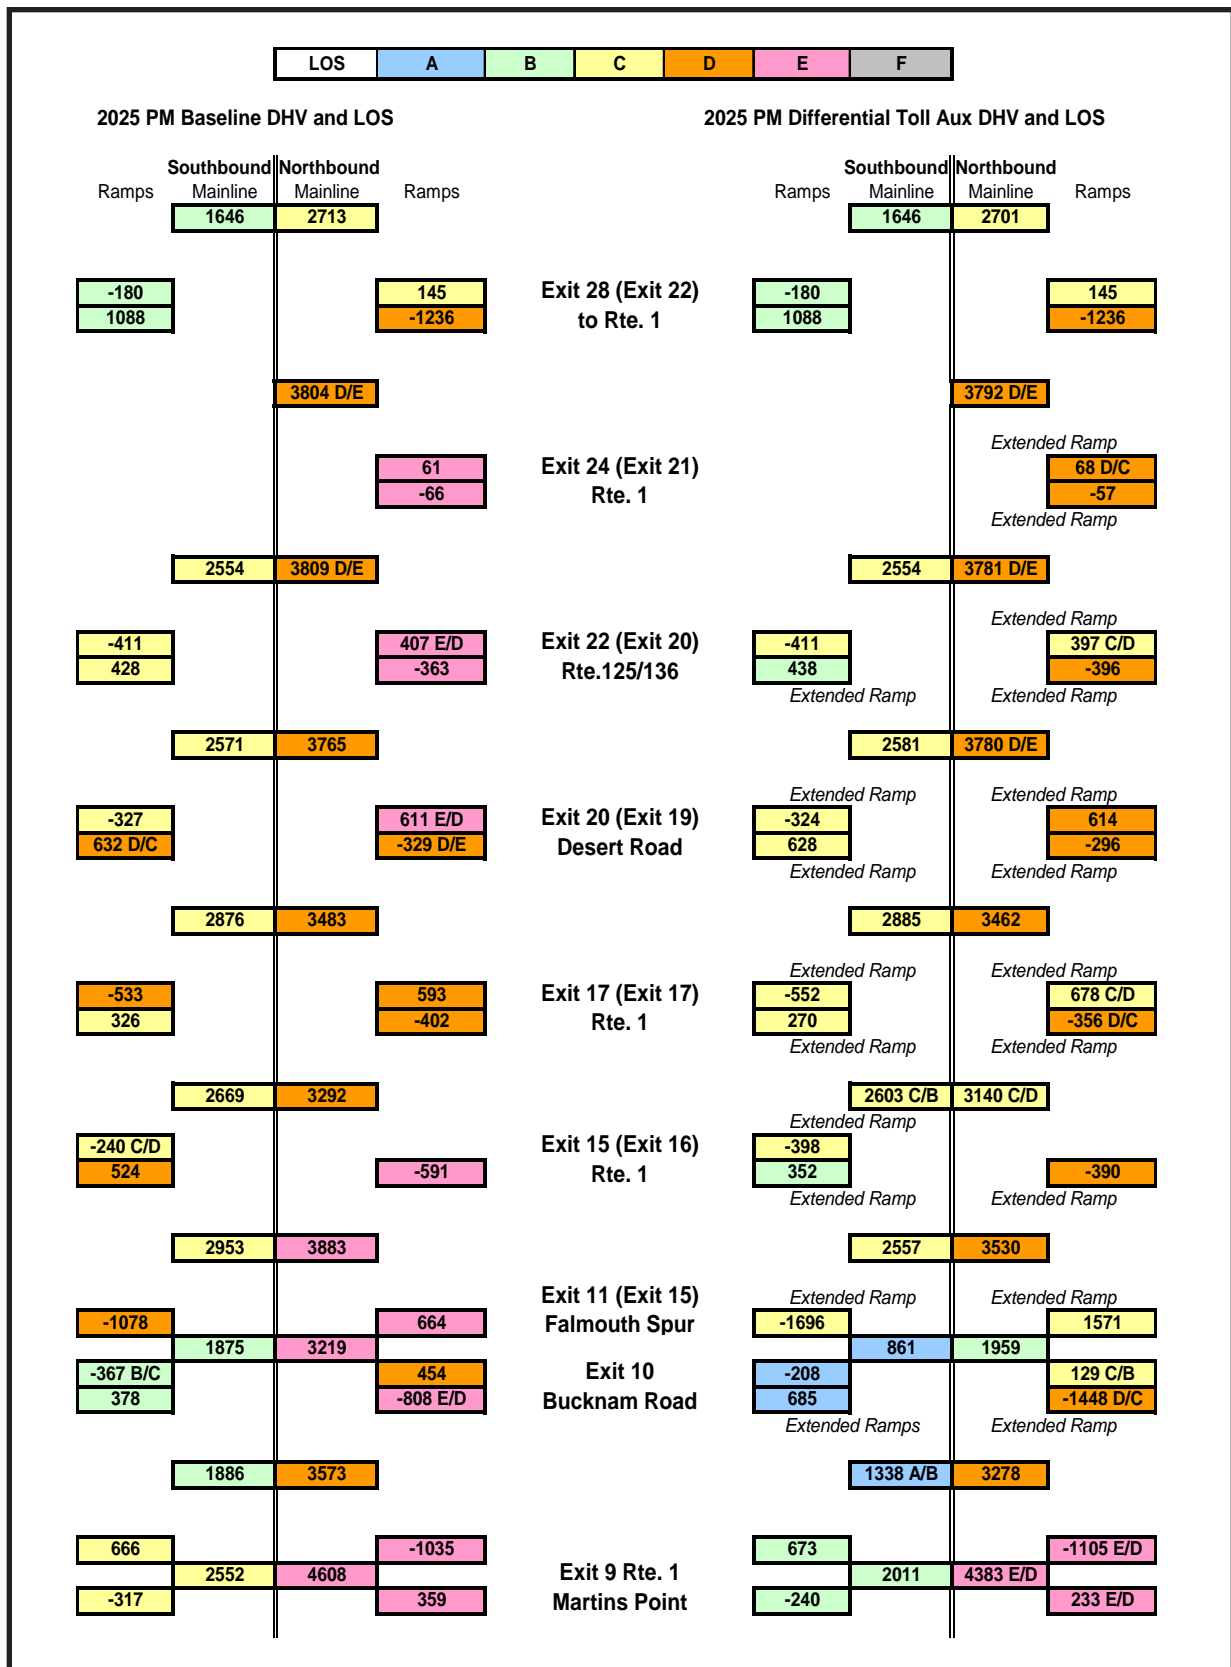 LOS A B C D E F
2025 PM Baseline DHV and LOS 2025 PM Differential Toll Aux DHV and LOS
Southbound Northbound Southbound Northbound
Ramps Mainline Mainline Ramps Ramps Mainline Mainline Ramps
1646 2713 1646 2701
-180 145 Exit 28 (Exit 22) -180 145
1088 -1236 to Rte. 1 1088 -1236
3804 D/E 3792 D/E
Extended Ramp
61 Exit 24 (Exit 21) 68 D/C
-66 Rte. 1 -57
Extended Ramp
2554 3809 D/E 2554 3781 D/E
Extended Ramp
-411 407 E/D Exit 22 (Exit 20) -411 397 C/D
428 -363 Rte.125/136 438 -396
Extended Ramp Extended Ramp
2571 3765 2581 3780 D/E
Extended Ramp Extended Ramp
-327 611 E/D Exit 20 (Exit 19) -324 614
632 D/C -329 D/E Desert Road 628 -296
Extended Ramp Extended Ramp
2876 3483 2885 3462
Extended Ramp Extended Ramp
-533 593 Exit 17 (Exit 17) -552 678 C/D
326 -402 Rte. 1 270 -356 D/C
Extended Ramp Extended Ramp
2669 3292 2603 C/B 3140 C/D
Extended Ramp
-240 C/D Exit 15 (Exit 16) -398
524 -591 Rte. 1 352 -390
Extended Ramp Extended Ramp
2953 3883 2557 3530
Exit 11 (Exit 15) Extended Ramp Extended Ramp
-1078 664 Falmouth Spur -1696 1571
1875 3219 861 1959
-367 B/C 454 Exit 10 -208 129 C/B
378 -808 E/D Bucknam Road 685 -1448 D/C
Extended Ramps Extended Ramp
1886 3573 1338 A/B 3278
666 -1035 673 -1105 E/D
2552 4608 Exit 9 Rte. 1 2011 4383 E/D
-317 359 Martins Point -240 233 E/D